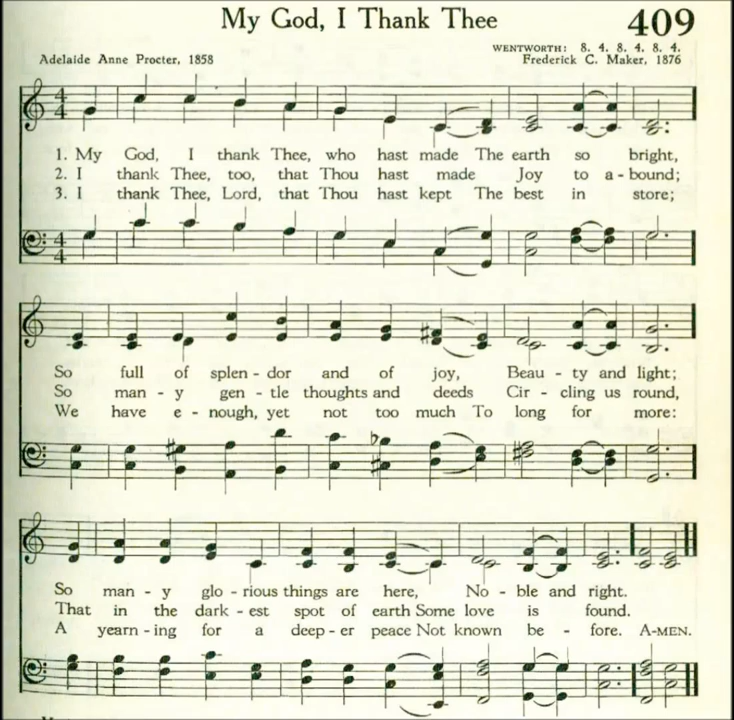 My God, I Thank Thee 409
WENTWORTH: 8. 4. 8. 4. 8. 4.
Adelaide Anne Procter, 1858 Frederick C. Maker, 1876
1. My God, I thank Thee, who hast made The earth so bright,
2. I thank Thee, too, that Thou hast made Joy to a - bound;
3. I thank Thee, Lord, that Thou hast kept The best in store;
So full of splen - dor and of joy, Beau - ty and light;
So man - y gen - tle thoughts and deeds Cir - cling us round,
We have e - nough, yet not too much To long for more:
So man - y glo - rious things are here, No - ble and right.
That in the dark - est spot of earth Some love is found.
A yearn - ing for a deep - er peace Not known be - fore. A-MEN.